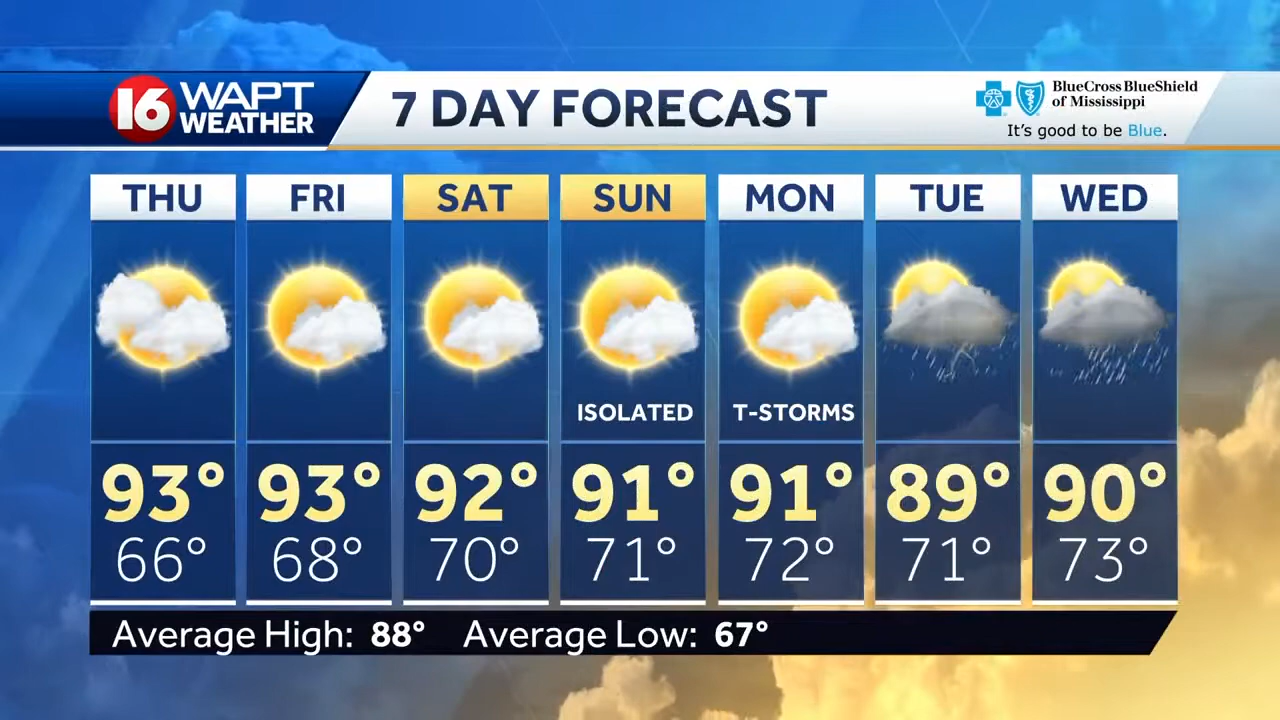 16 WAPT
WEATHER
7 DAY FORECAST
BlueCross BlueShield
of Mississippi
It's good to be Blue.
THU FRI SAT SUN MON TUE WED
ISOLATED T-STORMS
93° 93° 92° 91° 91° 89° 90°
66° 68° 70° 71° 72° 71° 73°
Average High: 88° Average Low: 67°